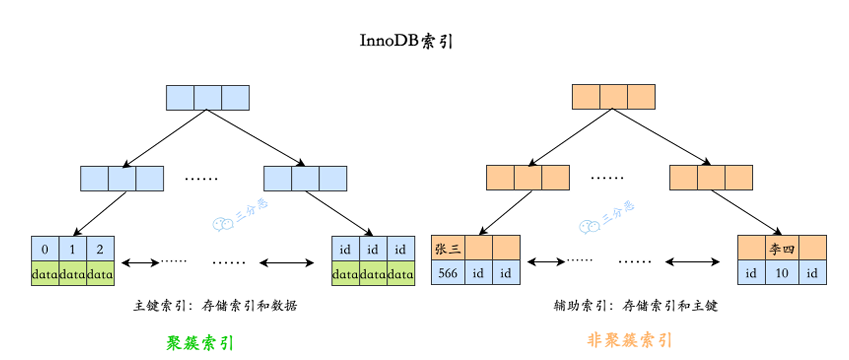 InnoDB索引
三分恶
三分恶
0 1 2
data data data
......
......
......
id id id
data data data
张三
566 id id
......
......
......
李四
id 10 id
主键索引：存储索引和数据
辅助索引：存储索引和主键
聚簇索引
非聚簇索引